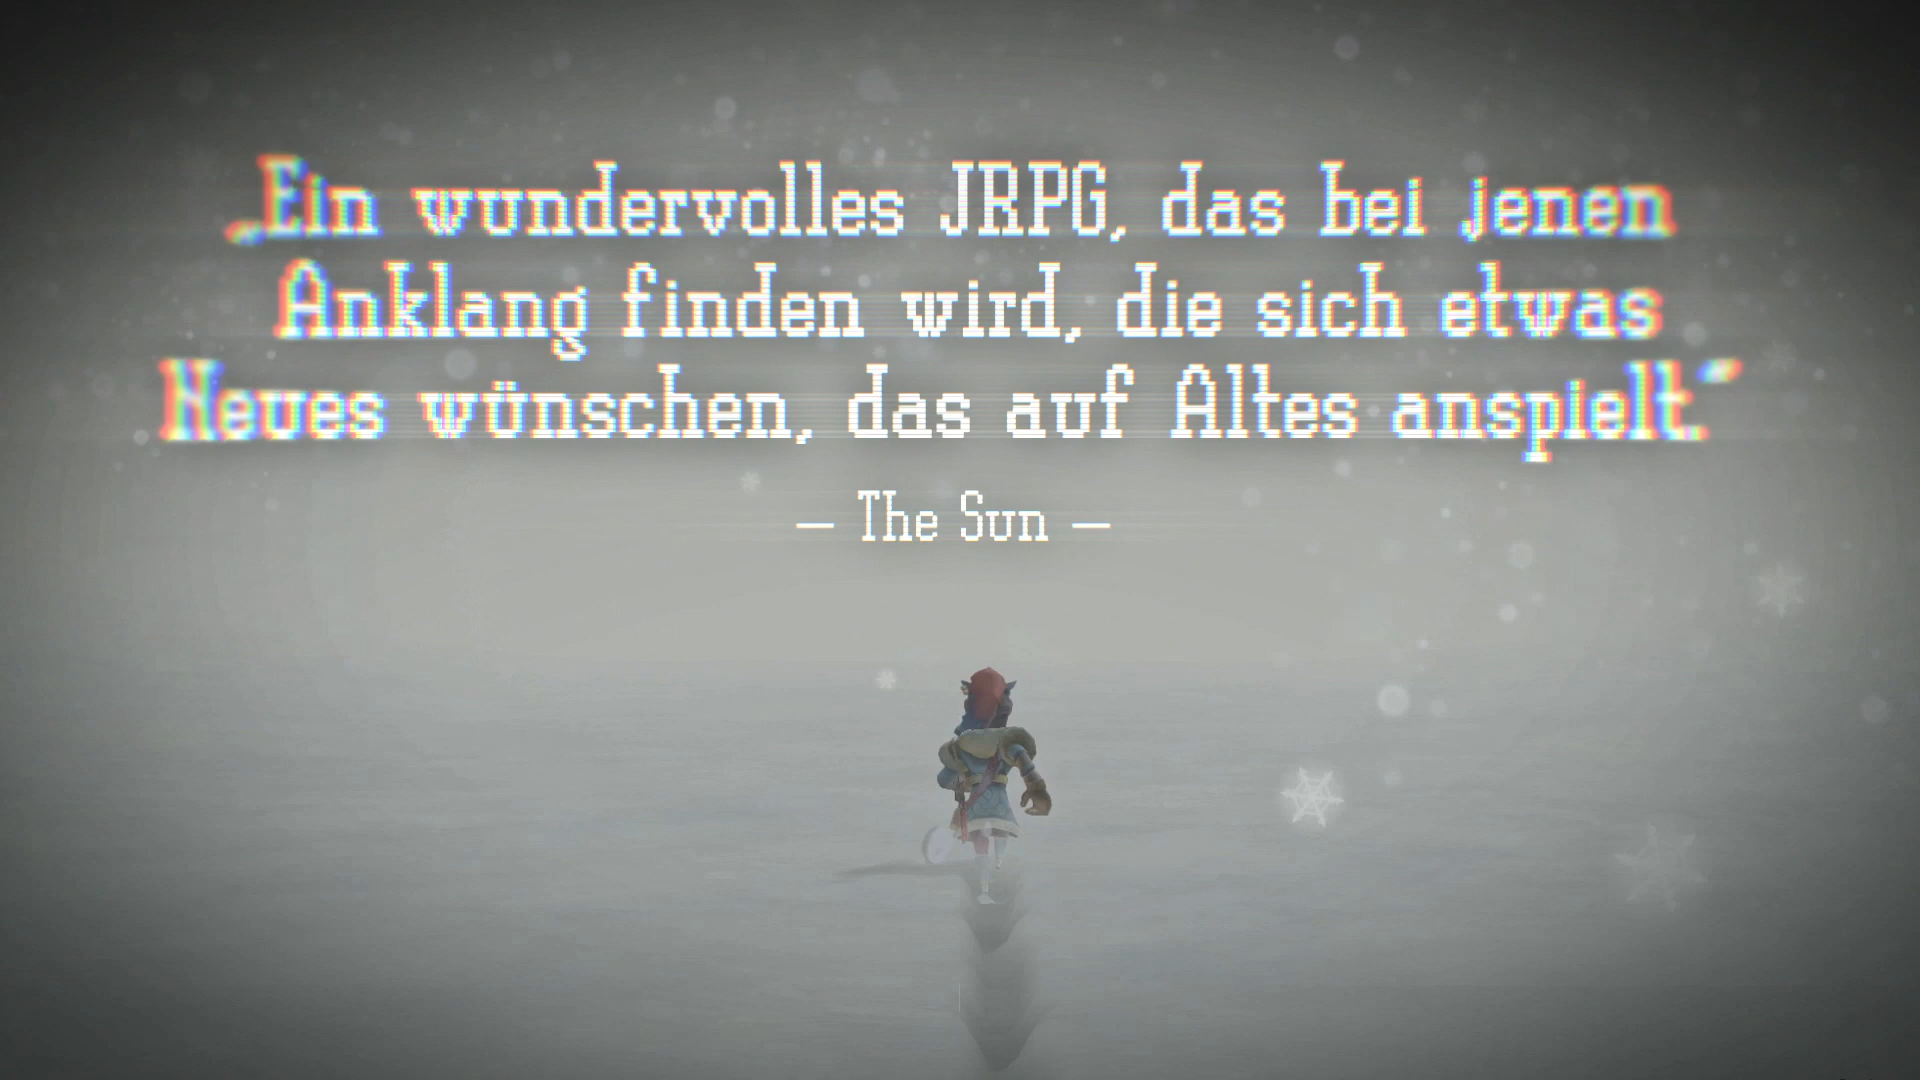 „Ein wundervolles JRPG, das bei jenen
Anklang finden wird, die sich etwas
Neues wünschen, das auf Altes anspielt.“
— The Sun —